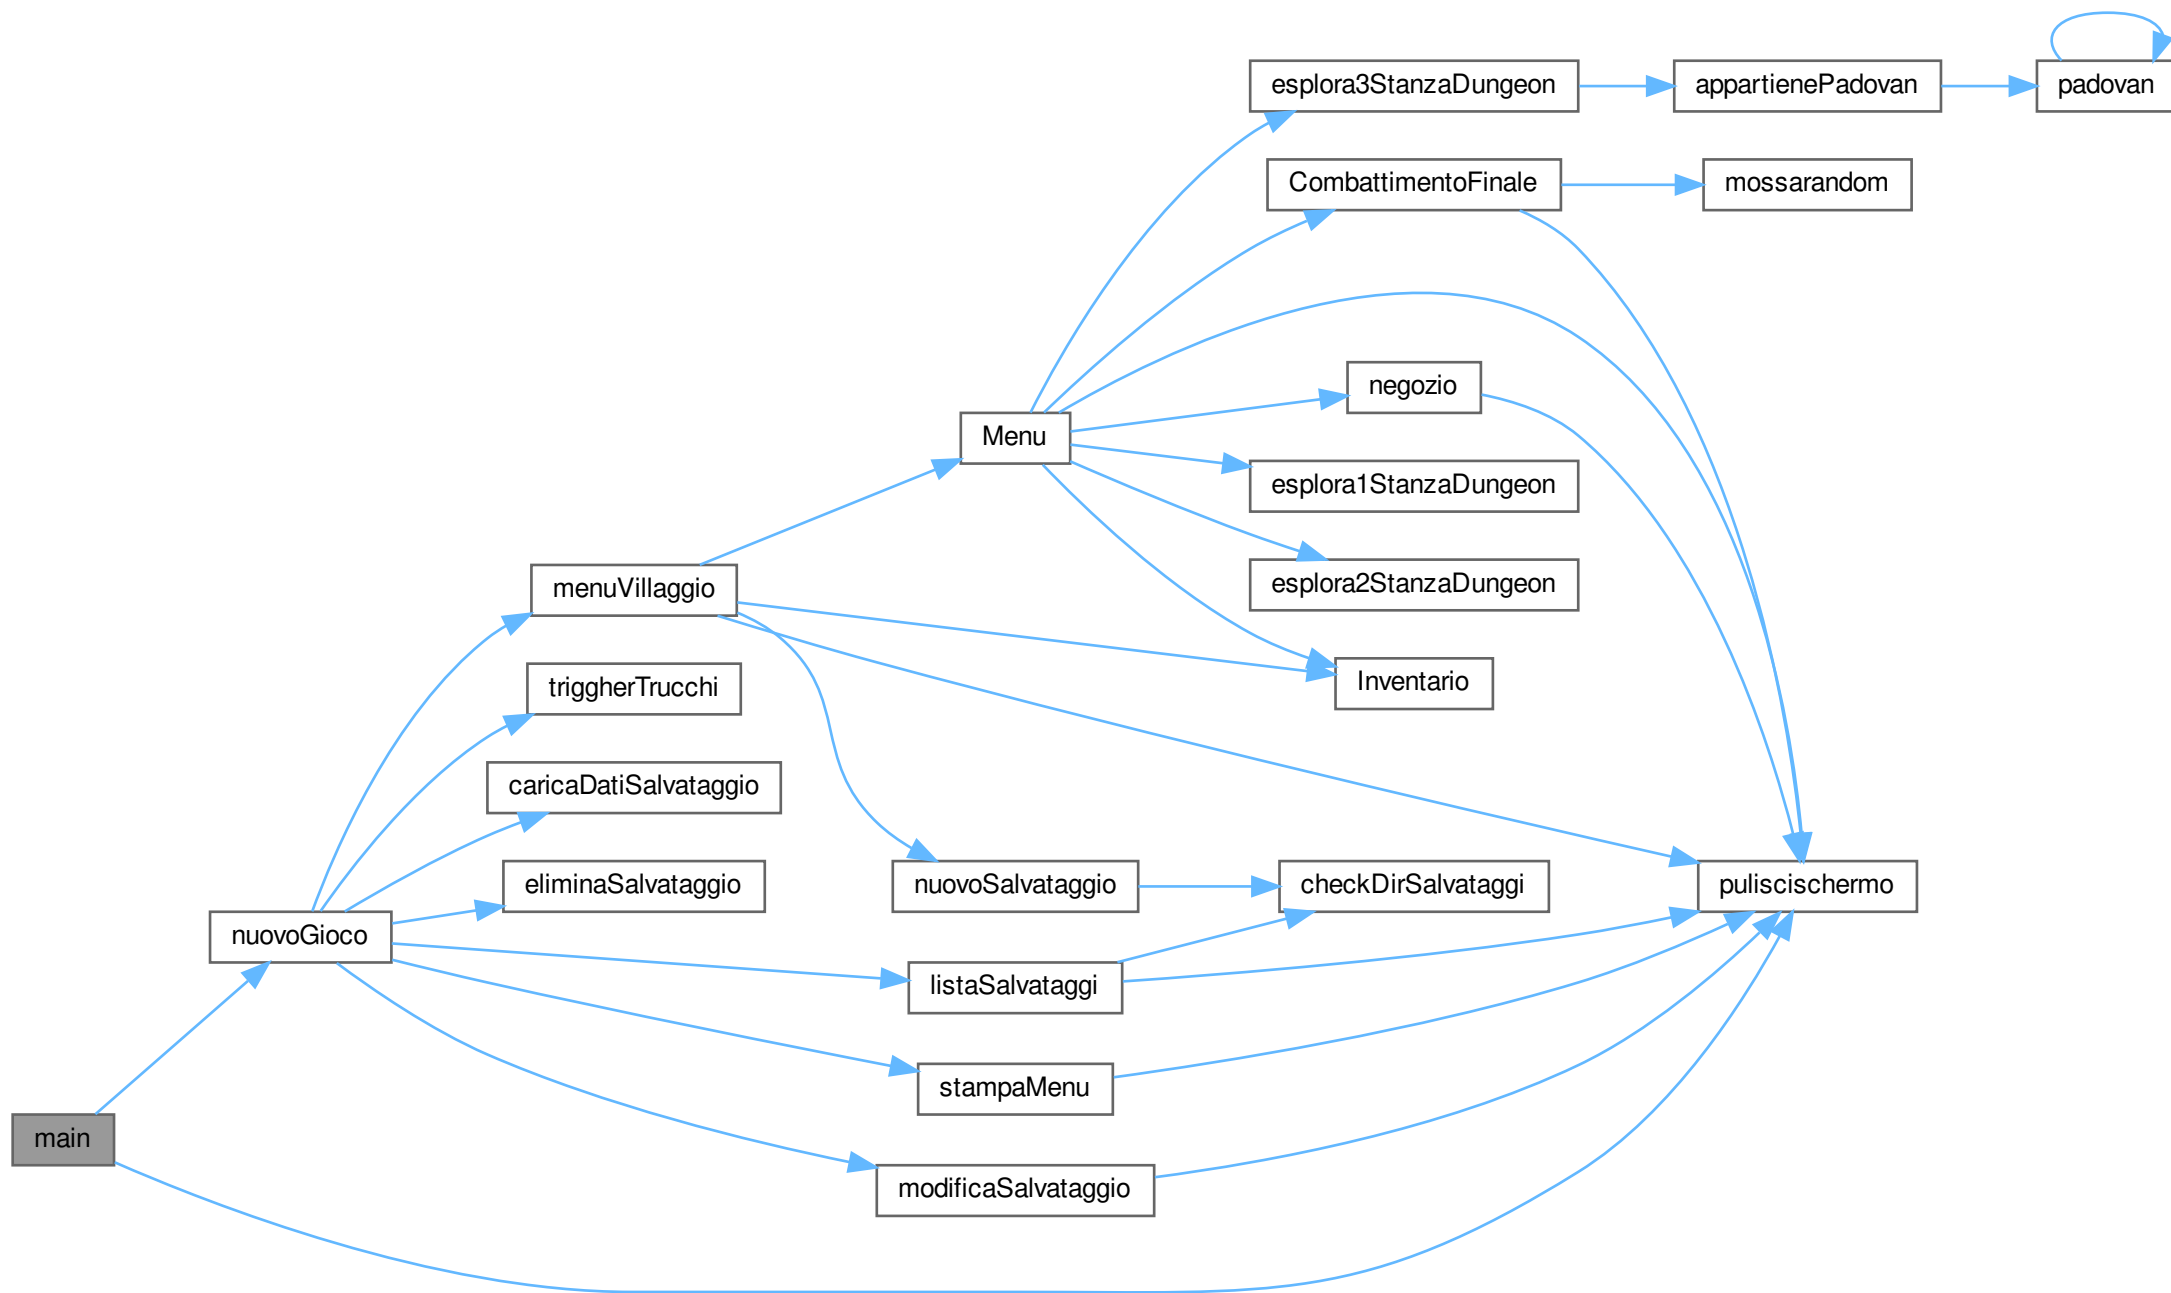 esplora3StanzaDungeon
appartienePadovan
padovan
CombattimentoFinale
mossarandom
negozio
Menu
esplora1StanzaDungeon
esplora2StanzaDungeon
menuVillaggio
triggherTrucchi
Inventario
caricaDatiSalvataggio
eliminaSalvataggio
nuovoSalvataggio
checkDirSalvataggi
puliscischermo
nuovoGioco
listaSalvataggi
stampaMenu
main
modificaSalvataggio